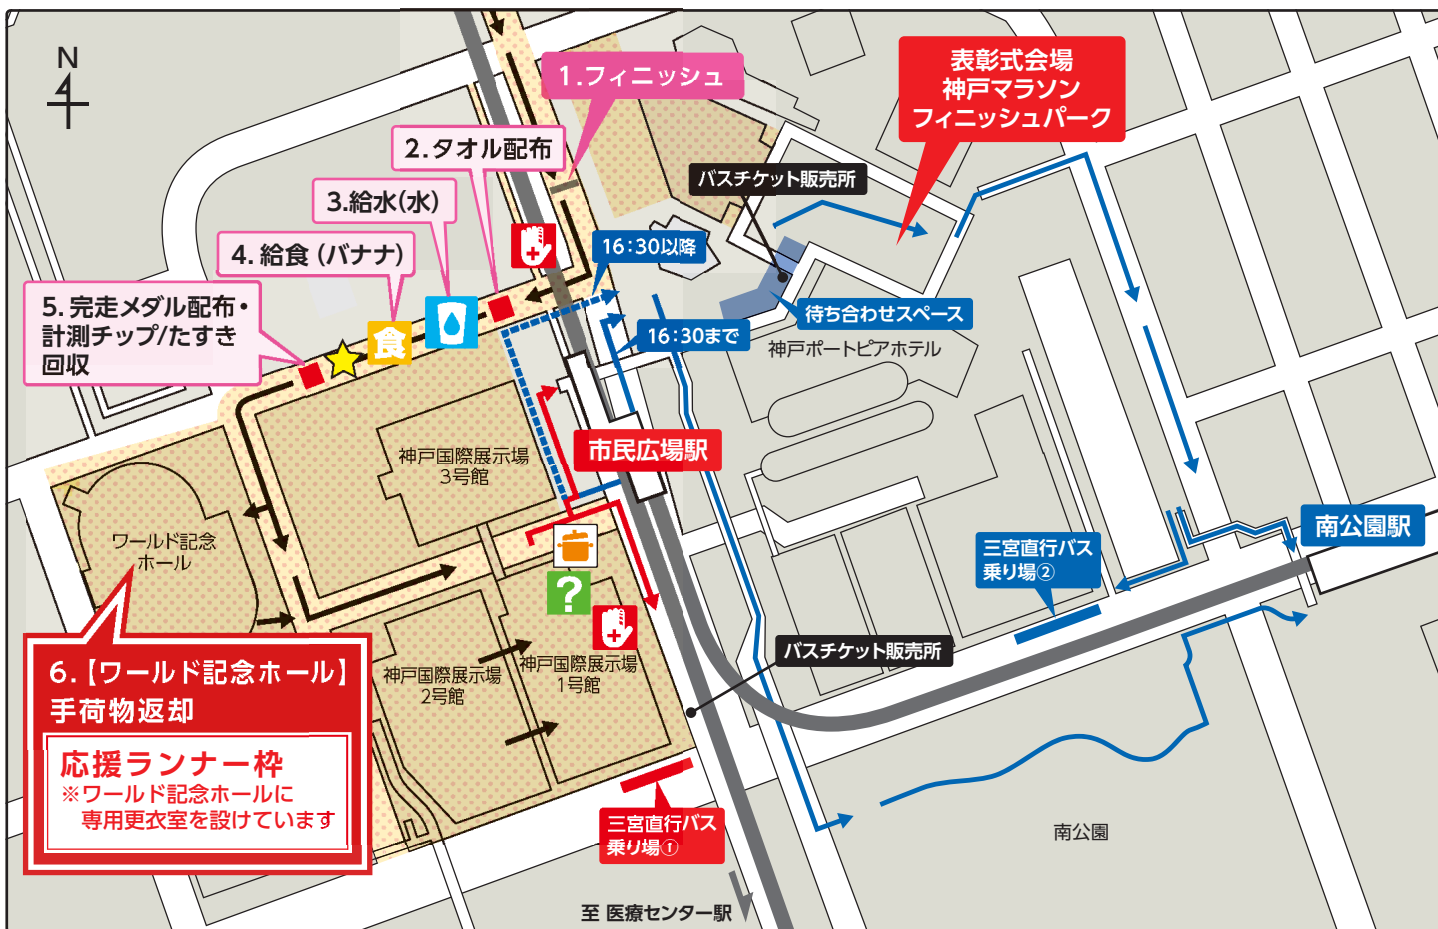 N
1.フィニッシュ
表彰式会場
神戸マラソン
フィニッシュパーク
2.タオル配布
バスチケット販売所
3.給水(水)
16:30以降
4. 給食 (バナナ)
5. 完走メダル配布・
計測チップ/たすき
回収
食
待ち合わせスペース
16:30まで
神戸ポートピアホテル
市民広場駅
神戸国際展示場
3号館
ワールド記念
ホール
南公園駅
三宮直行バス
乗り場②
?
バスチケット販売所
6.【ワールド記念ホール】
手荷物返却
応援ランナー枠
※ワールド記念ホールに
専用更衣室を設けています
神戸国際展示場
2号館
神戸国際展示場
1号館
三宮直行バス
乗り場①
南公園
至 医療センター駅